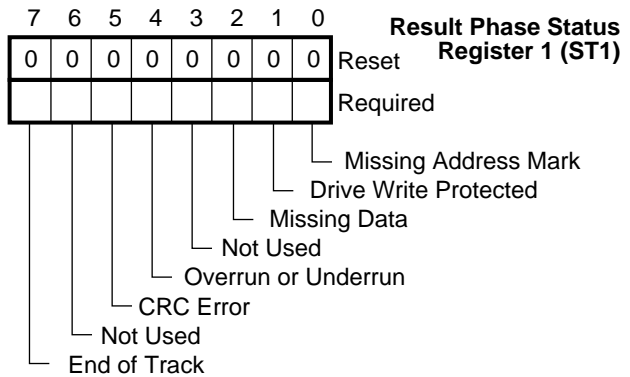 7 6 5 4 3 2 1 0
Result Phase Status
Register 1 (ST1)
0 0 0 0 0 0 0 0 Reset
Required
Missing Address Mark
Drive Write Protected
Missing Data
Not Used
Overrun or Underrun
CRC Error
Not Used
End of Track